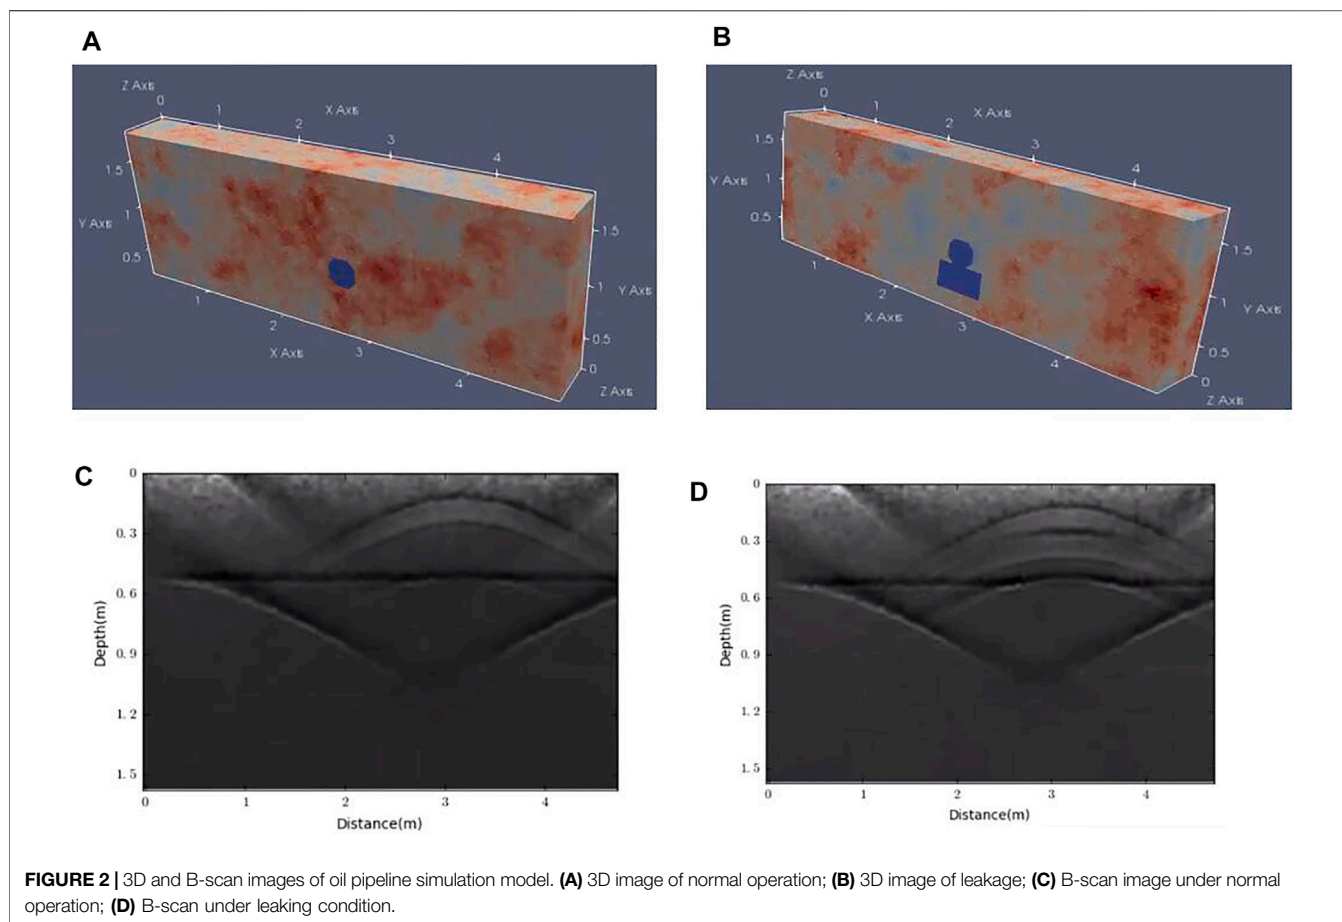 A
B
Z Axis
0
1
X Axis
2
3
4
1.5
Y Axis
1
0.5
1
2
X Axis
3
4
1.5
1
Y Axis
0.5
0
Z Axis
Z Axis
0
1
X Axis
2
3
4
1.5
Y Axis
1
0.5
1
2
X Axis
3
4
1.5
1
Y Axis
0.5
0
Z Axis
C
0
0.3
0.6
0.9
1.2
1.5
Depth(m)
0 1 2 3 4
Distance(m)
D
0
0.3
0.6
0.9
1.2
1.5
Depth(m)
0 1 2 3 4
Distance(m)
FIGURE 2 | 3D and B-scan images of oil pipeline simulation model. (A) 3D image of normal operation; (B) 3D image of leakage; (C) B-scan image under normal
operation; (D) B-scan under leaking condition.